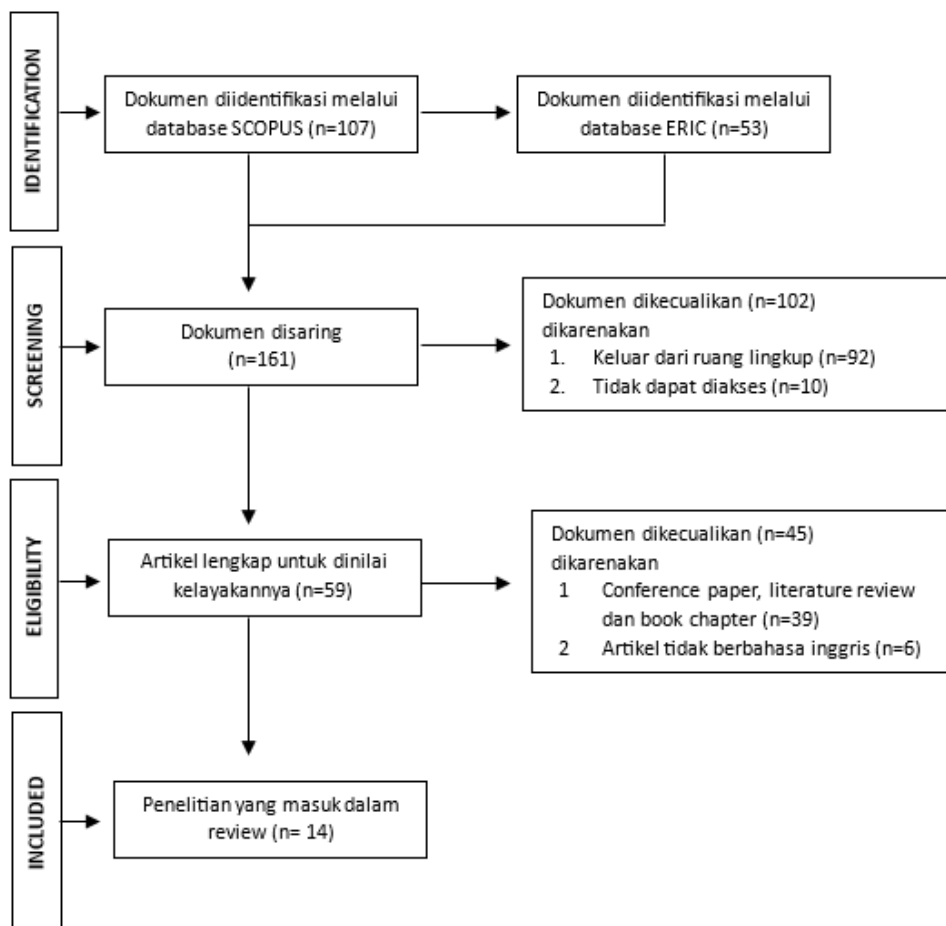 IDENTIFICATION
Dokumen diidentifikasi melalui
database SCOPUS (n=107)
Dokumen diidentifikasi melalui
database ERIC (n=53)
SCREENING
Dokumen disaring
(n=161)
Dokumen dikecualikan (n=102)
dikarenakan
1. Keluar dari ruang lingkup (n=92)
2. Tidak dapat diakses (n=10)
ELIGIBILITY
Artikel lengkap untuk dinilai
kelayakannya (n=59)
Dokumen dikecualikan (n=45)
dikarenakan
1 Conference paper, literature review
dan book chapter (n=39)
2 Artikel tidak berbahasa inggris (n=6)
INCLUDED
Penelitian yang masuk dalam
review (n= 14)